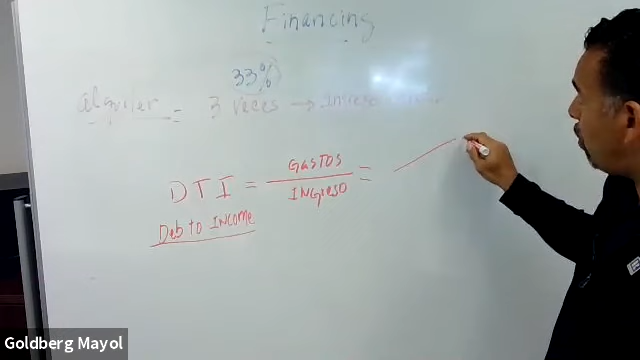 Financing
33%
alquiler = 3 veces →
GASTOS
DTI = =
INGRESO
Deb to INCOME
Goldberg Mayol